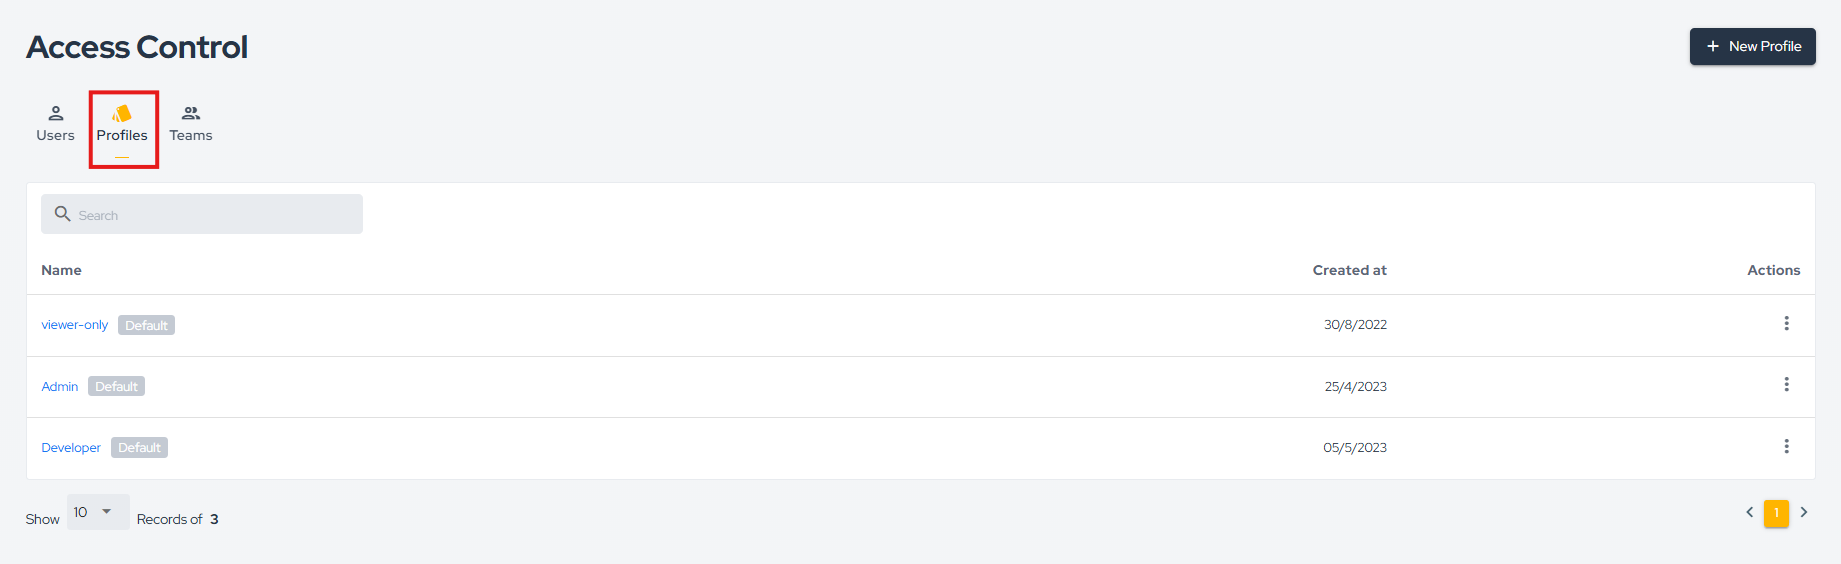 Access Control
+ New Profile
Users Profiles Teams
Search
Name Created at Actions
viewer-only Default 30/8/2022
Admin Default 25/4/2023
Developer Default 05/5/2023
Show 10 Records of 3
1